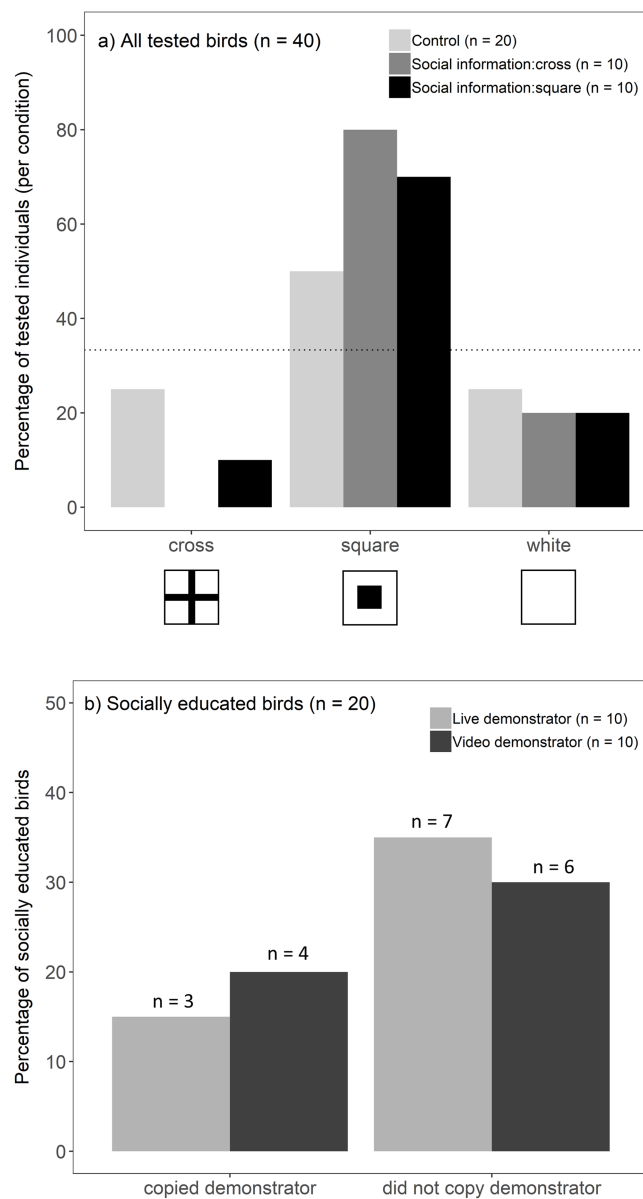 a) All tested birds (n = 40)
Control (n = 20)
Social information:cross (n = 10)
Social information:square (n = 10)
Percentage of tested individuals (per condition)
100
80
60
40
20
0
cross square white
b) Socially educated birds (n = 20)
Live demonstrator (n = 10)
Video demonstrator (n = 10)
Percentage of socially educated birds
50
40
30
20
10
0
n = 3
n = 4
n = 7
n = 6
copied demonstrator did not copy demonstrator